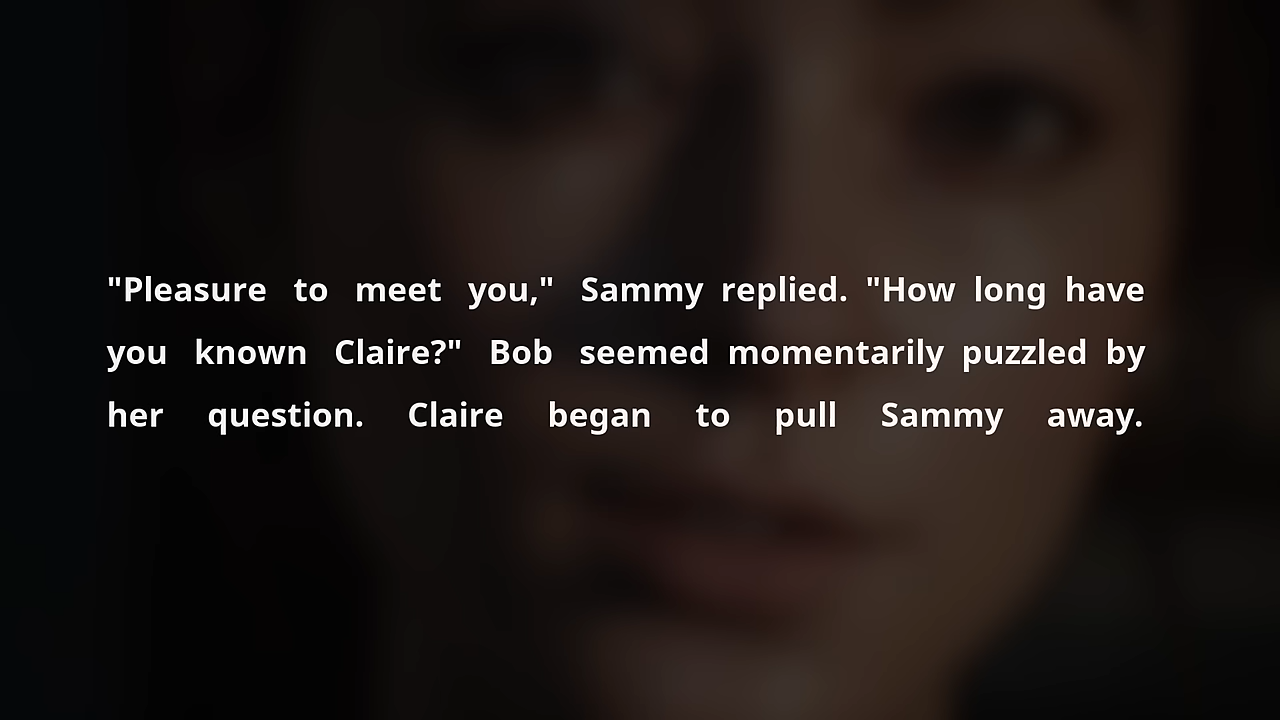 "Pleasure to meet you," Sammy replied. "How long have
you known Claire?" Bob seemed momentarily puzzled by
her question. Claire began to pull Sammy away.